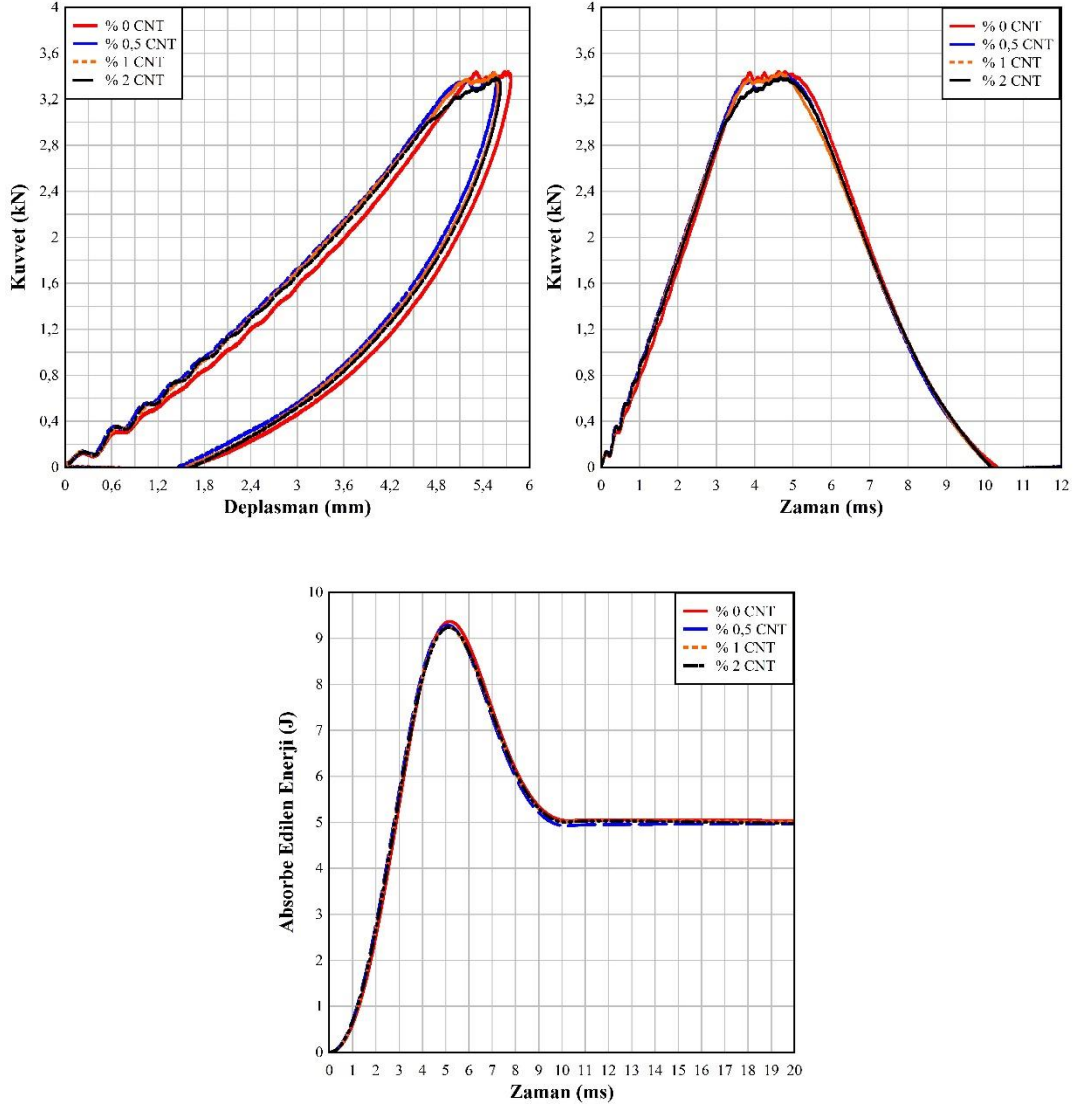 % 0 CNT
% 0,5 CNT
% 1 CNT
% 2 CNT
Kuvvet (kN)
4
3,6
3,2
2,8
2,4
2
1,6
1,2
0,8
0,4
0
0 0,6 1,2 1,8 2,4 3 3,6 4,2 4,8 5,4 6
Deplasman (mm)
% 0 CNT
% 0,5 CNT
% 1 CNT
% 2 CNT
Kuvvet (kN)
4
3,6
3,2
2,8
2,4
2
1,6
1,2
0,8
0,4
0
0 1 2 3 4 5 6 7 8 9 10 11 12
Zaman (ms)
% 0 CNT
% 0,5 CNT
% 1 CNT
% 2 CNT
Absorbe Edilen Enerji (J)
10
9
8
7
6
5
4
3
2
1
0
0 1 2 3 4 5 6 7 8 9 10 11 12 13 14 15 16 17 18 19 20
Zaman (ms)